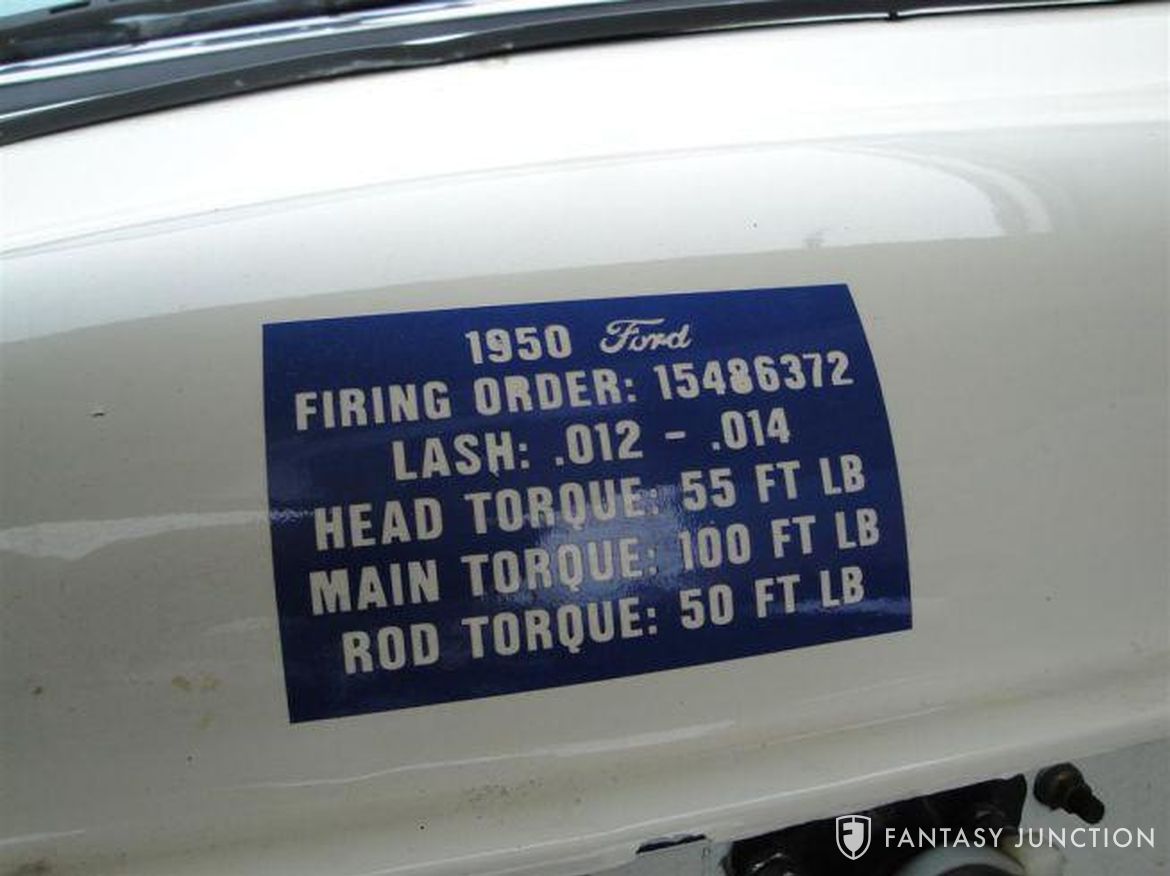 1950 Ford
FIRING ORDER: 15486372
LASH: .012 - .014
HEAD TORQUE: 55 FT LB
MAIN TORQUE: 100 FT LB
ROD TORQUE: 50 FT LB
FANTASY JUNCTION